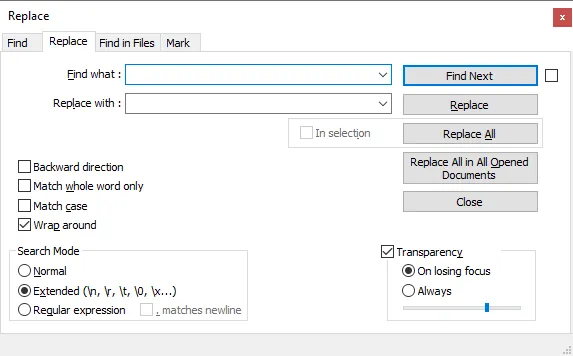 Replace
x
Find Replace Find in Files Mark
Find what : Find Next
Replace with : Replace
In selection Replace All
Replace All in All Opened
Documents
Close
Backward direction
Match whole word only
Match case
Wrap around
Search Mode
Normal
Extended (\n, \r, \t, \0, \x...)
Regular expression . matches newline
Transparency
On losing focus
Always